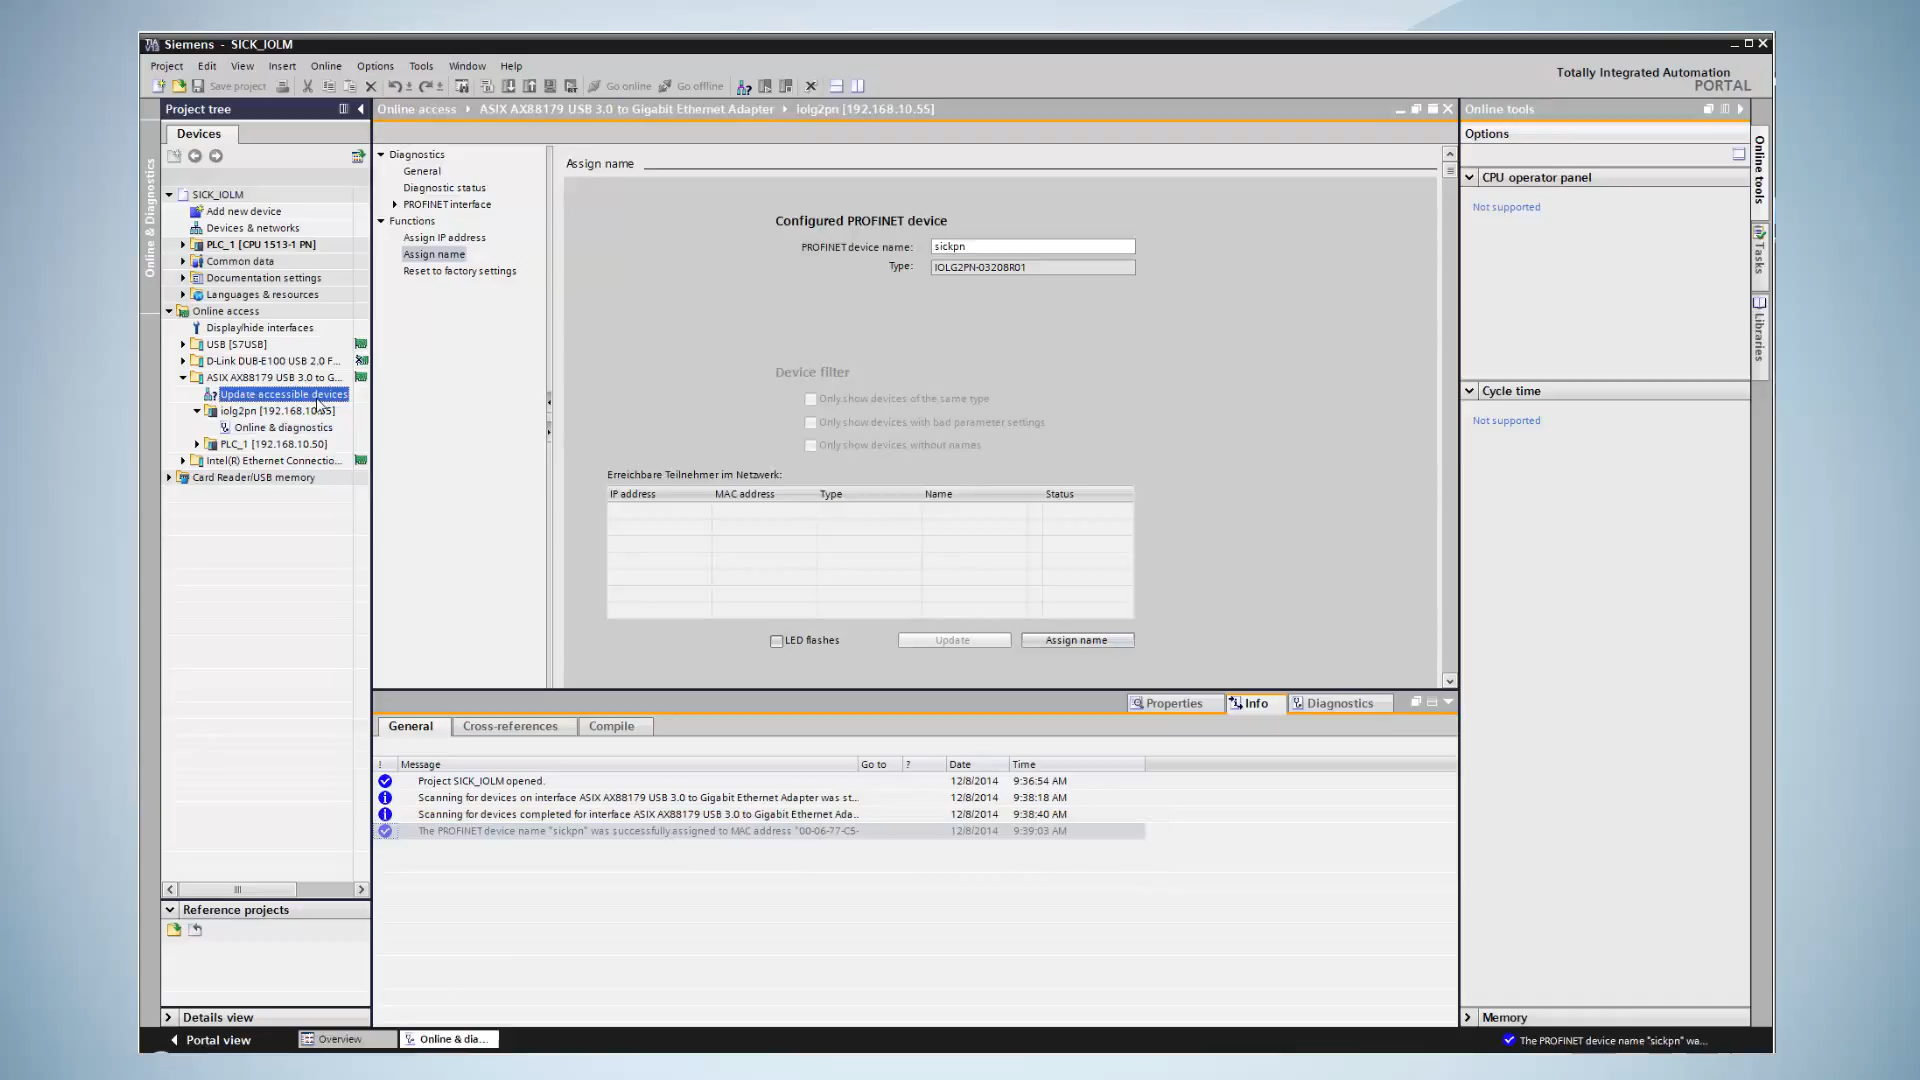 Siemens - SICK_IOLM
Project Edit View Insert Online Options Tools Window Help
Totally Integrated Automation
PORTAL
Save project
Go online
Go offline
Project tree
Online access
ASIX AX88179 USB 3.0 to Gigabit Ethernet Adapter
iolg2pn [192.168.10.55]
Online tools
Devices
Options
Online & Diagnostics
SICK_IOLM
Add new device
Devices & networks
PLC_1 [CPU 1513-1 PN]
Common data
Documentation settings
Languages & resources
Online access
Display/hide interfaces
USB [S7USB]
D-Link DUB-E100 USB 2.0 F...
ASIX AX88179 USB 3.0 to G...
Update accessible devices
iolg2pn [192.168.10.55]
Online & diagnostics
PLC_1 [192.168.10.50]
Intel(R) Ethernet Connectio...
Card Reader/USB memory
Reference projects
Details view
Diagnostics
General
Diagnostic status
PROFINET interface
Functions
Assign IP address
Assign name
Reset to factory settings
Assign name
Configured PROFINET device
PROFINET device name: sickpn
Type: IOLG2PN-03208R01
Device filter
Only show devices of the same type
Only show devices with bad parameter settings
Only show devices without names
Erreichbare Teilnehmer im Netzwerk:
IP address MAC address Type Name Status
LED flashes
Update
Assign name
Properties
Info
Diagnostics
General Cross-references Compile
! Message Go to ? Date Time
Project SICK_IOLM opened. 12/8/2014 9:36:54 AM
Scanning for devices on interface ASIX AX88179 USB 3.0 to Gigabit Ethernet Adapter was st... 12/8/2014 9:38:18 AM
Scanning for devices completed for interface ASIX AX88179 USB 3.0 to Gigabit Ethernet Ada... 12/8/2014 9:38:40 AM
The PROFINET device name "sickpn" was successfully assigned to MAC address "00-06-77-C5- 12/8/2014 9:39:03 AM
CPU operator panel
Not supported
Cycle time
Not supported
Memory
Online tools
Tasks
Libraries
Portal view
Overview
Online & dia...
The PROFINET device name "sickpn" wa...